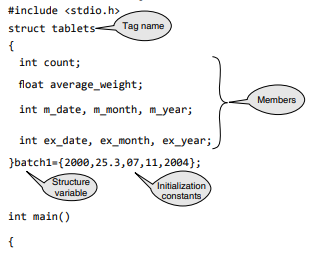 #include <stdio.h>
struct tablets
Tag name
{
int count;
float average_weight;
int m_date, m_month, m_year;
Members
int ex_date, ex_month, ex_year;
}batch1={2000,25.3,07,11,2004};
Structure
variable
Initialization
constants
int main()
{